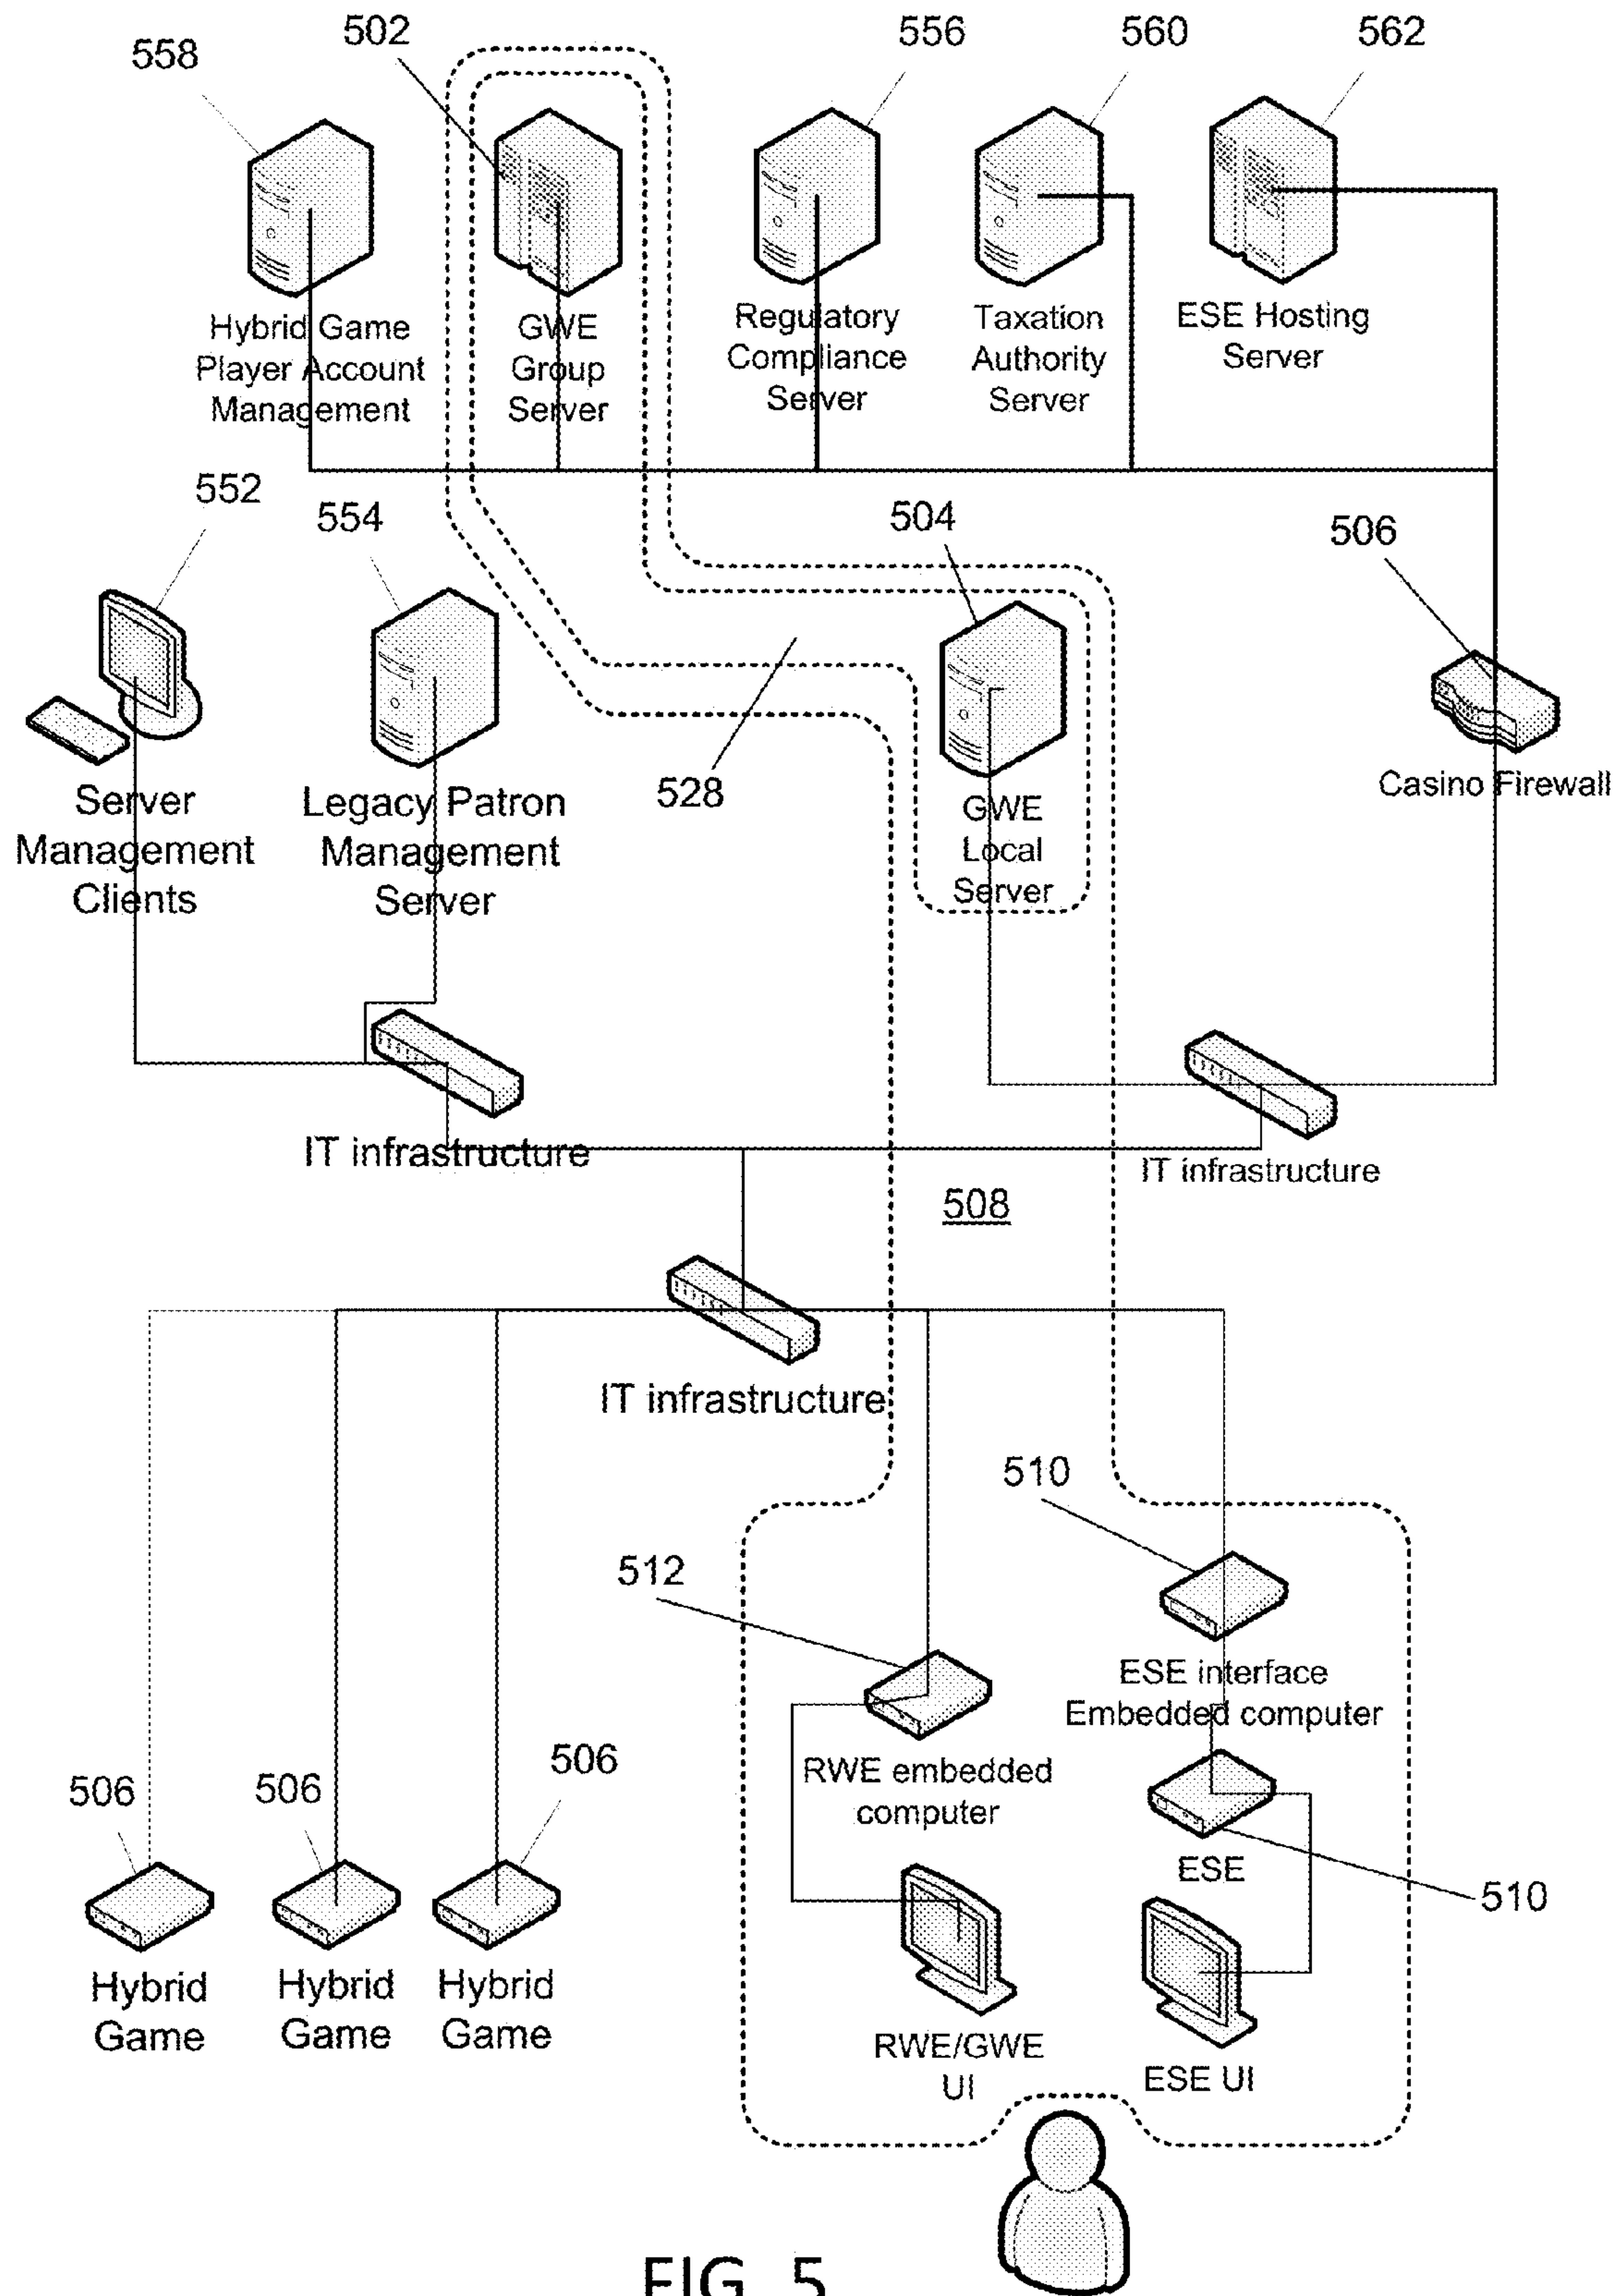 558
502
556
560
562
Hybrid Game
Player Account
Management
GWE
Group
Server
Regulatory
Compliance
Server
Taxation
Authority
Server
ESE Hosting
Server
552
554
504
506
528
Server
Management
Clients
Legacy Patron
Management
Server
GWE
Local
Server
Casino Firewall
IT infrastructure
IT infrastructure
508
IT infrastructure
510
512
ESE interface
Embedded computer
RWE embedded
computer
506
506
506
ESE
510
Hybrid
Game
Hybrid
Game
Hybrid
Game
RWE/GWE
UI
ESE UI
FIG. 5